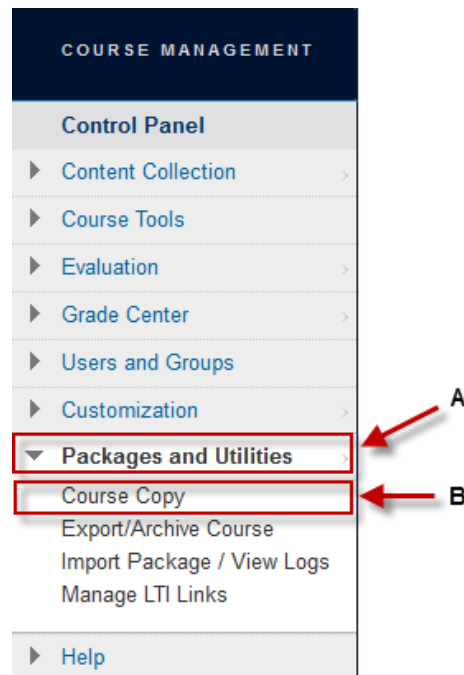 COURSE MANAGEMENT
Control Panel
Content Collection
Course Tools
Evaluation
Grade Center
Users and Groups
Customization
A
Packages and Utilities
Course Copy
B
Export/Archive Course
Import Package / View Logs
Manage LTI Links
Help